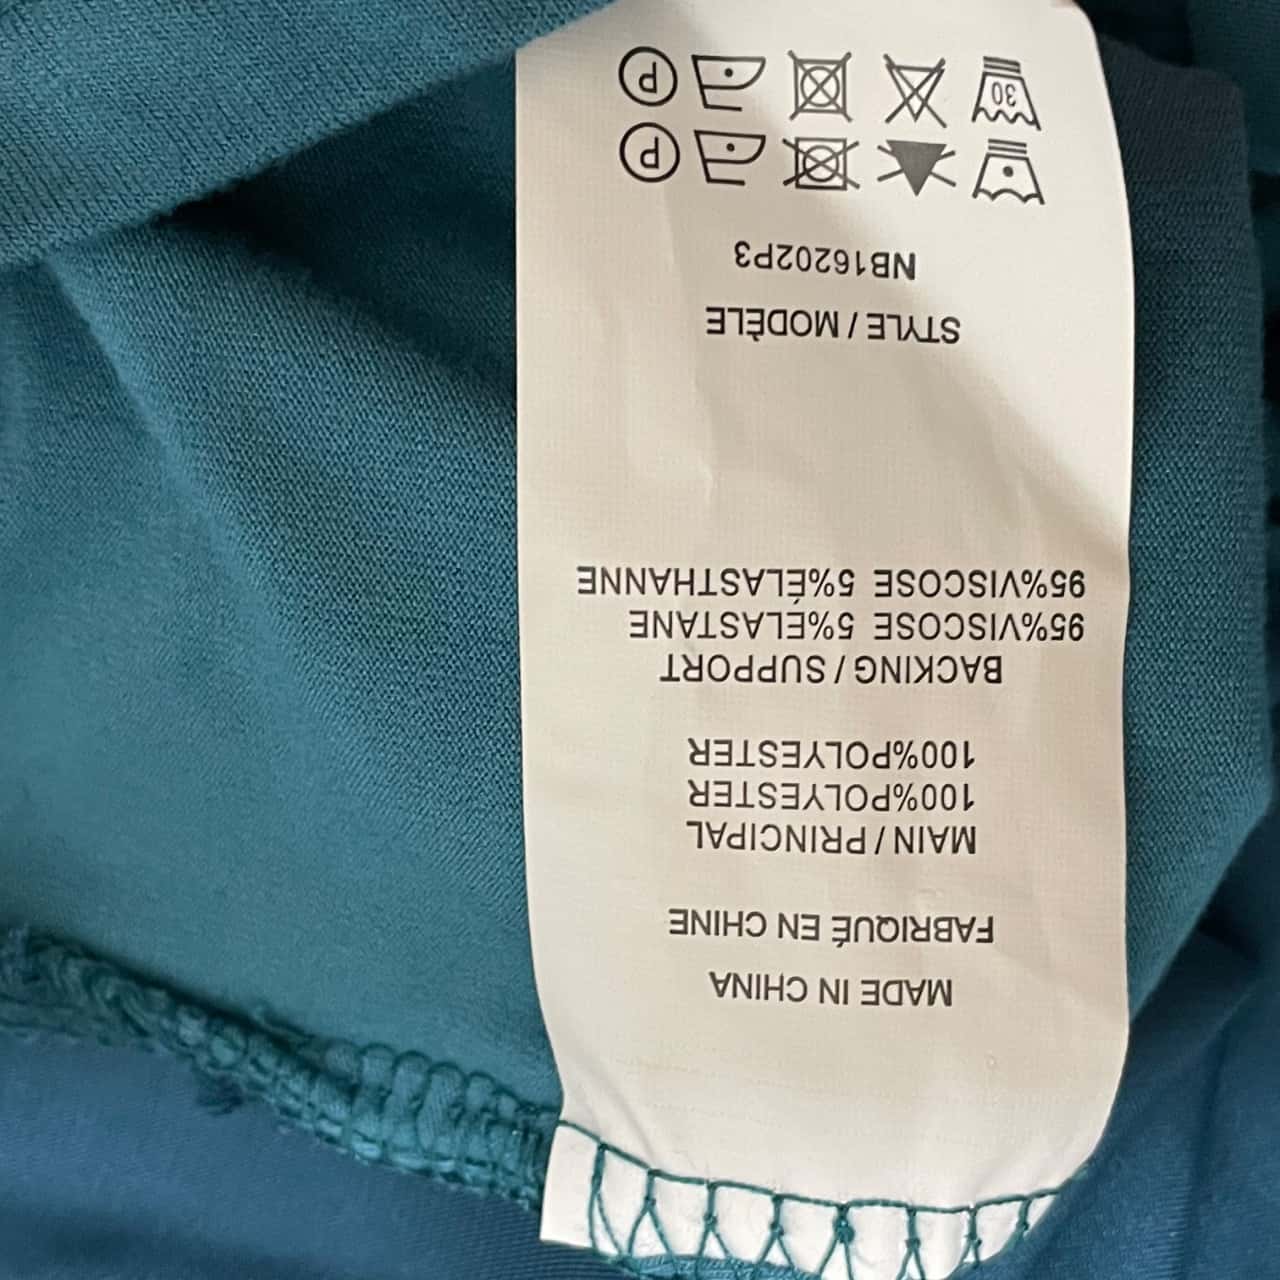 MADE IN CHINA
FABRIQUÉ EN CHINE
MAIN / PRINCIPAL
100%POLYESTER
100%POLYESTER
BACKING / SUPPORT
95%VISCOSE 5%ÉLASTANE
95%VISCOSE 5%ÉLASTHANNE
STYLE / MODÈLE
NB16202P3
P
30 P